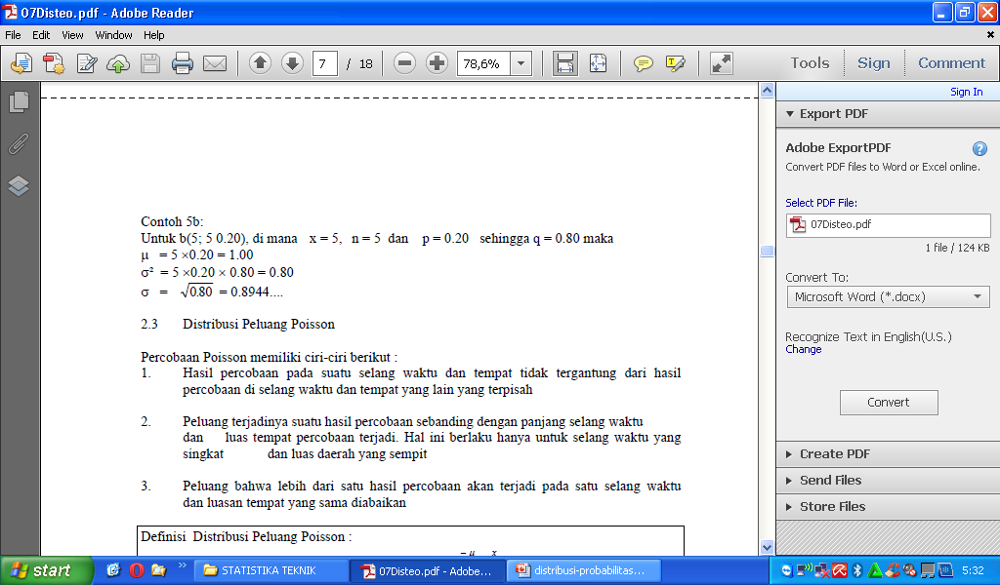 07Disteo.pdf - Adobe Reader
File Edit View Window Help
7 / 18 78,6% Tools Sign Comment
Sign In
Export PDF
Adobe ExportPDF
Convert PDF files to Word or Excel online.
Select PDF File:
07Disteo.pdf
1 file / 124 KB
Convert To:
Microsoft Word (*.docx)
Recognize Text in English(U.S.)
Change
Convert
Create PDF
Send Files
Store Files
Contoh 5b:
Untuk b(5; 5 0.20), di mana x = 5, n = 5 dan p = 0.20 sehingga q = 0.80 maka
μ = 5 ×0.20 = 1.00
σ² = 5 ×0.20 × 0.80 = 0.80
σ = √0.80 = 0.8944....
2.3 Distribusi Peluang Poisson
Percobaan Poisson memiliki ciri-ciri berikut :
1. Hasil percobaan pada suatu selang waktu dan tempat tidak tergantung dari hasil
percobaan di selang waktu dan tempat yang lain yang terpisah
2. Peluang terjadinya suatu hasil percobaan sebanding dengan panjang selang waktu
dan luas tempat percobaan terjadi. Hal ini berlaku hanya untuk selang waktu yang
singkat dan luas daerah yang sempit
3. Peluang bahwa lebih dari satu hasil percobaan akan terjadi pada satu selang waktu
dan luasan tempat yang sama diabaikan
Definisi Distribusi Peluang Poisson :
start STATISTIKA TEKNIK 07Disteo.pdf - Adobe... distribusi-probabilitas... 5:32